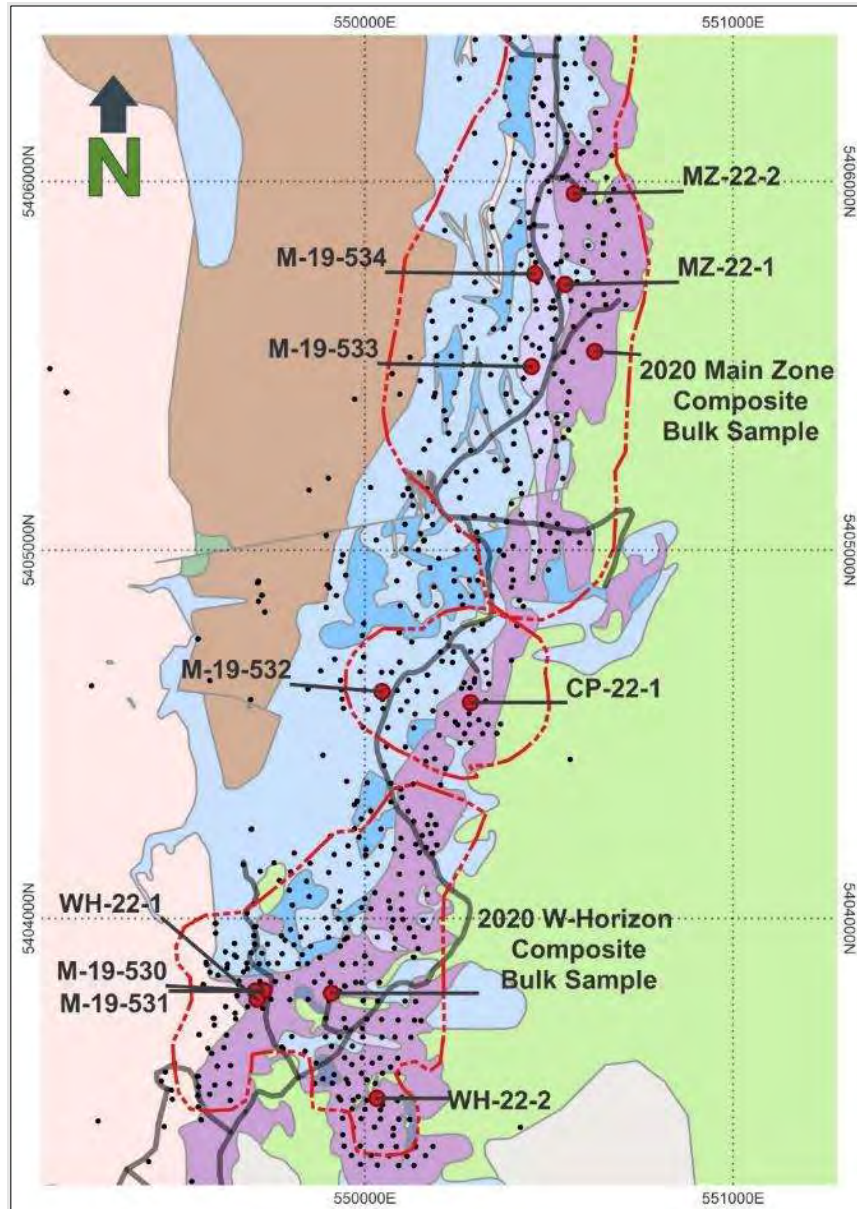 550000E
551000E
N
5406000N
5406000N
MZ-22-2
M-19-534
MZ-22-1
M-19-533
2020 Main Zone
Composite
Bulk Sample
5405000N
5405000N
M-19-532
CP-22-1
WH-22-1
5404000N
5404000N
2020 W-Horizon
Composite
Bulk Sample
M-19-530
M-19-531
WH-22-2
550000E
551000E